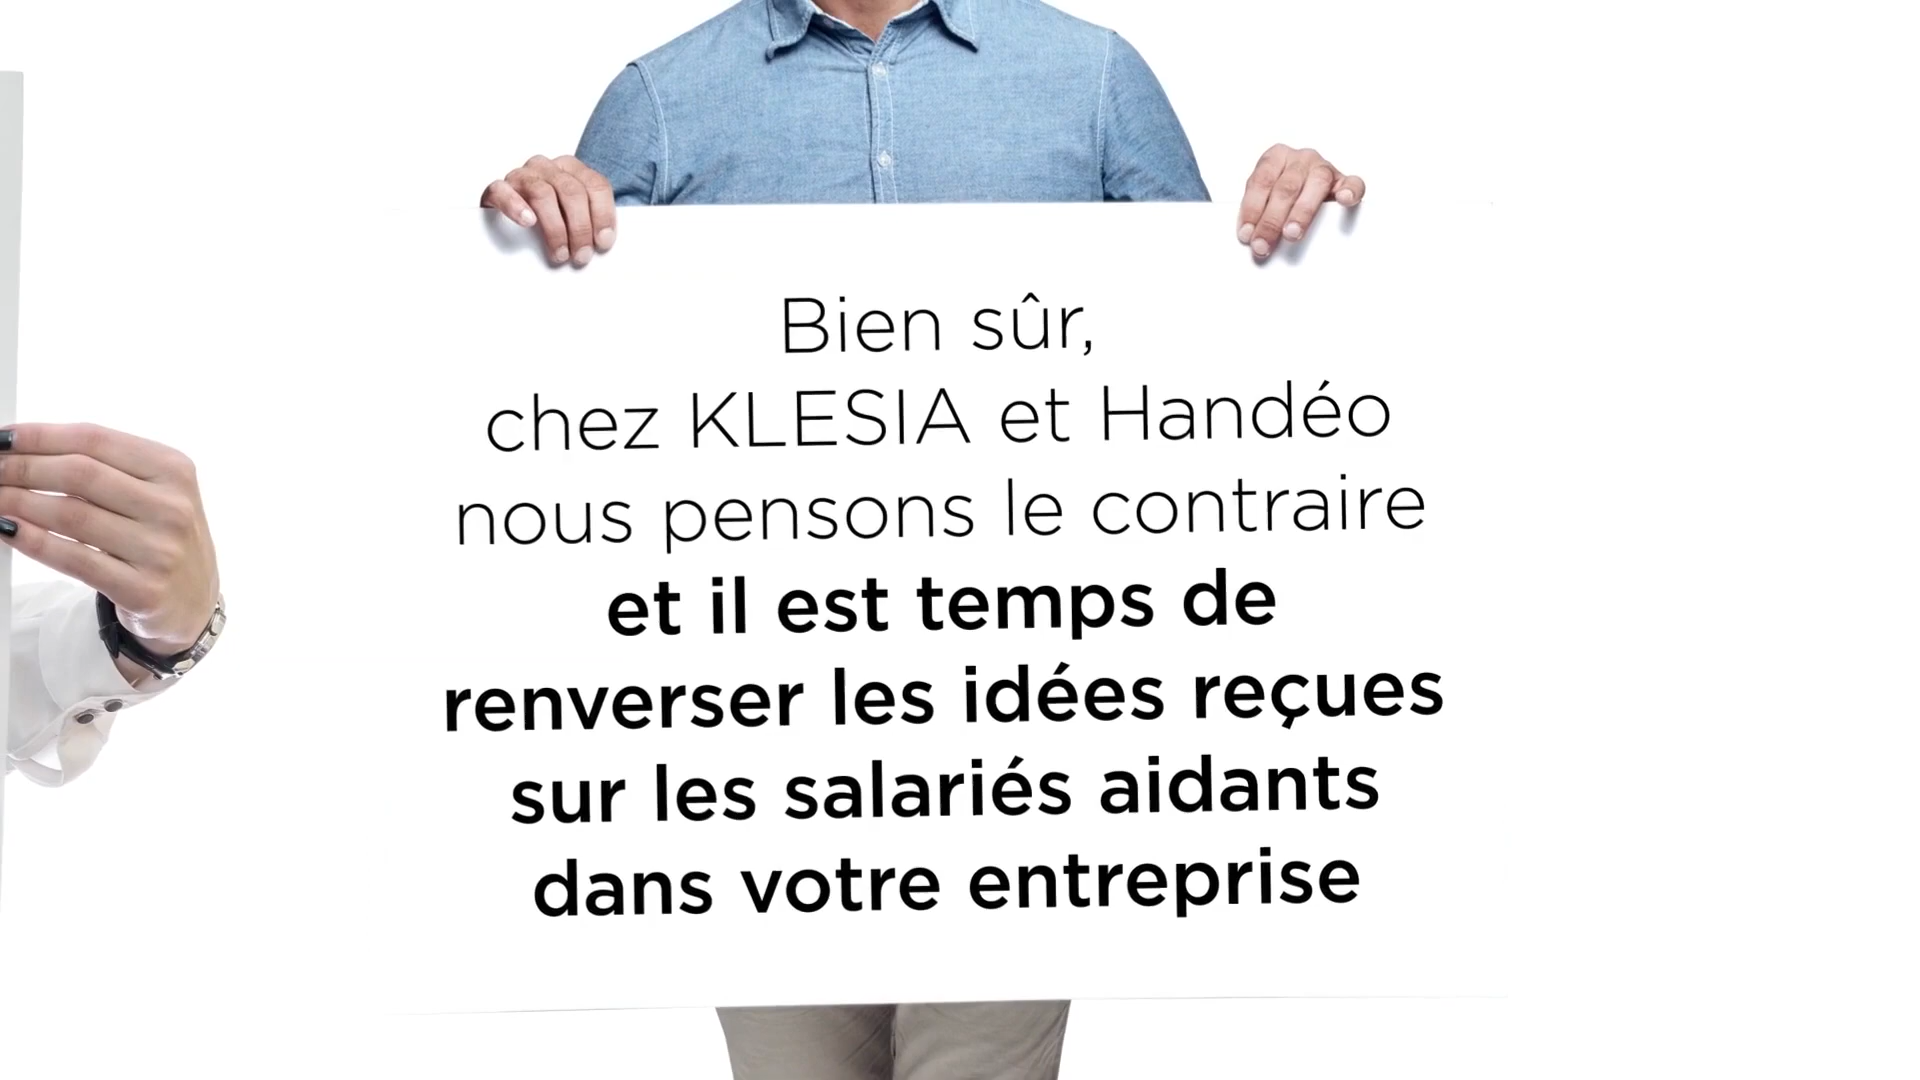 Bien sûr,
chez KLESIA et Handéo
nous pensons le contraire
et il est temps de
renverser les idées reçues
sur les salariés aidants
dans votre entreprise